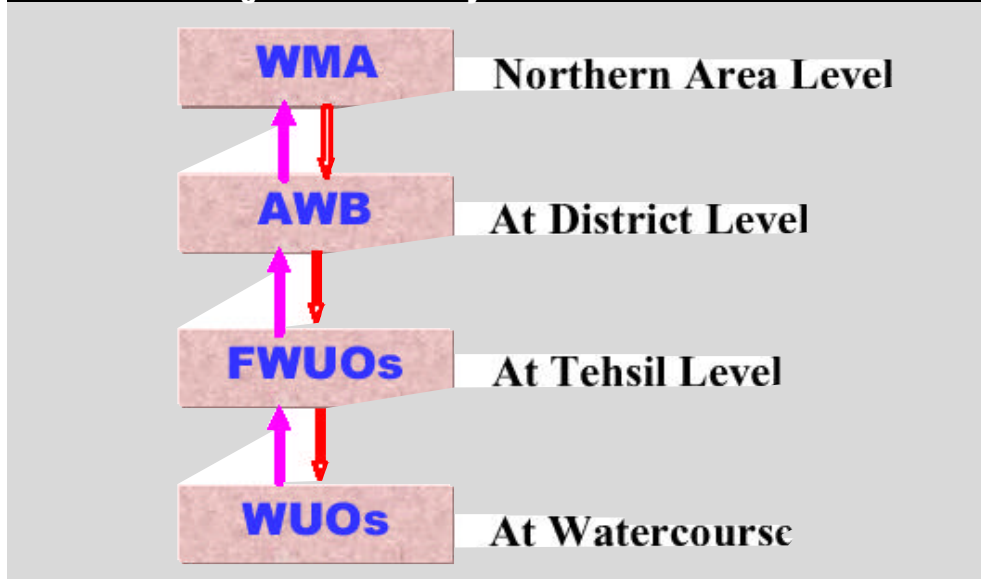 WMA
Northern Area Level
AWB
At District Level
FWUOs
At Tehsil Level
WUOs
At Watercourse